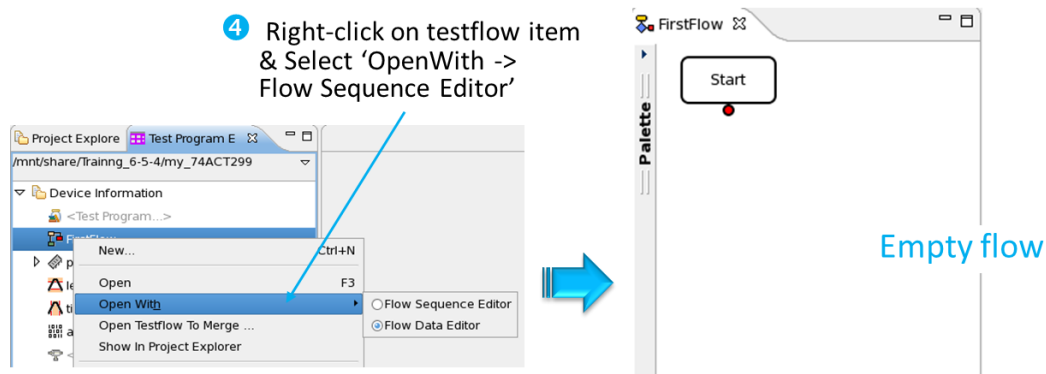 4 Right-click on testflow item
& Select ‘OpenWith ->
Flow Sequence Editor’
Project Explore
Test Program E
/mnt/share/Trainng_6-5-4/my_74ACT299
Device Information
<Test Program...>
FirstFlow
p
le
ti
a
<
New... Ctrl+N
Open F3
Open With
Open Testflow To Merge ...
Show In Project Explorer
Flow Sequence Editor
Flow Data Editor
FirstFlow
Palette
Start
Empty flow